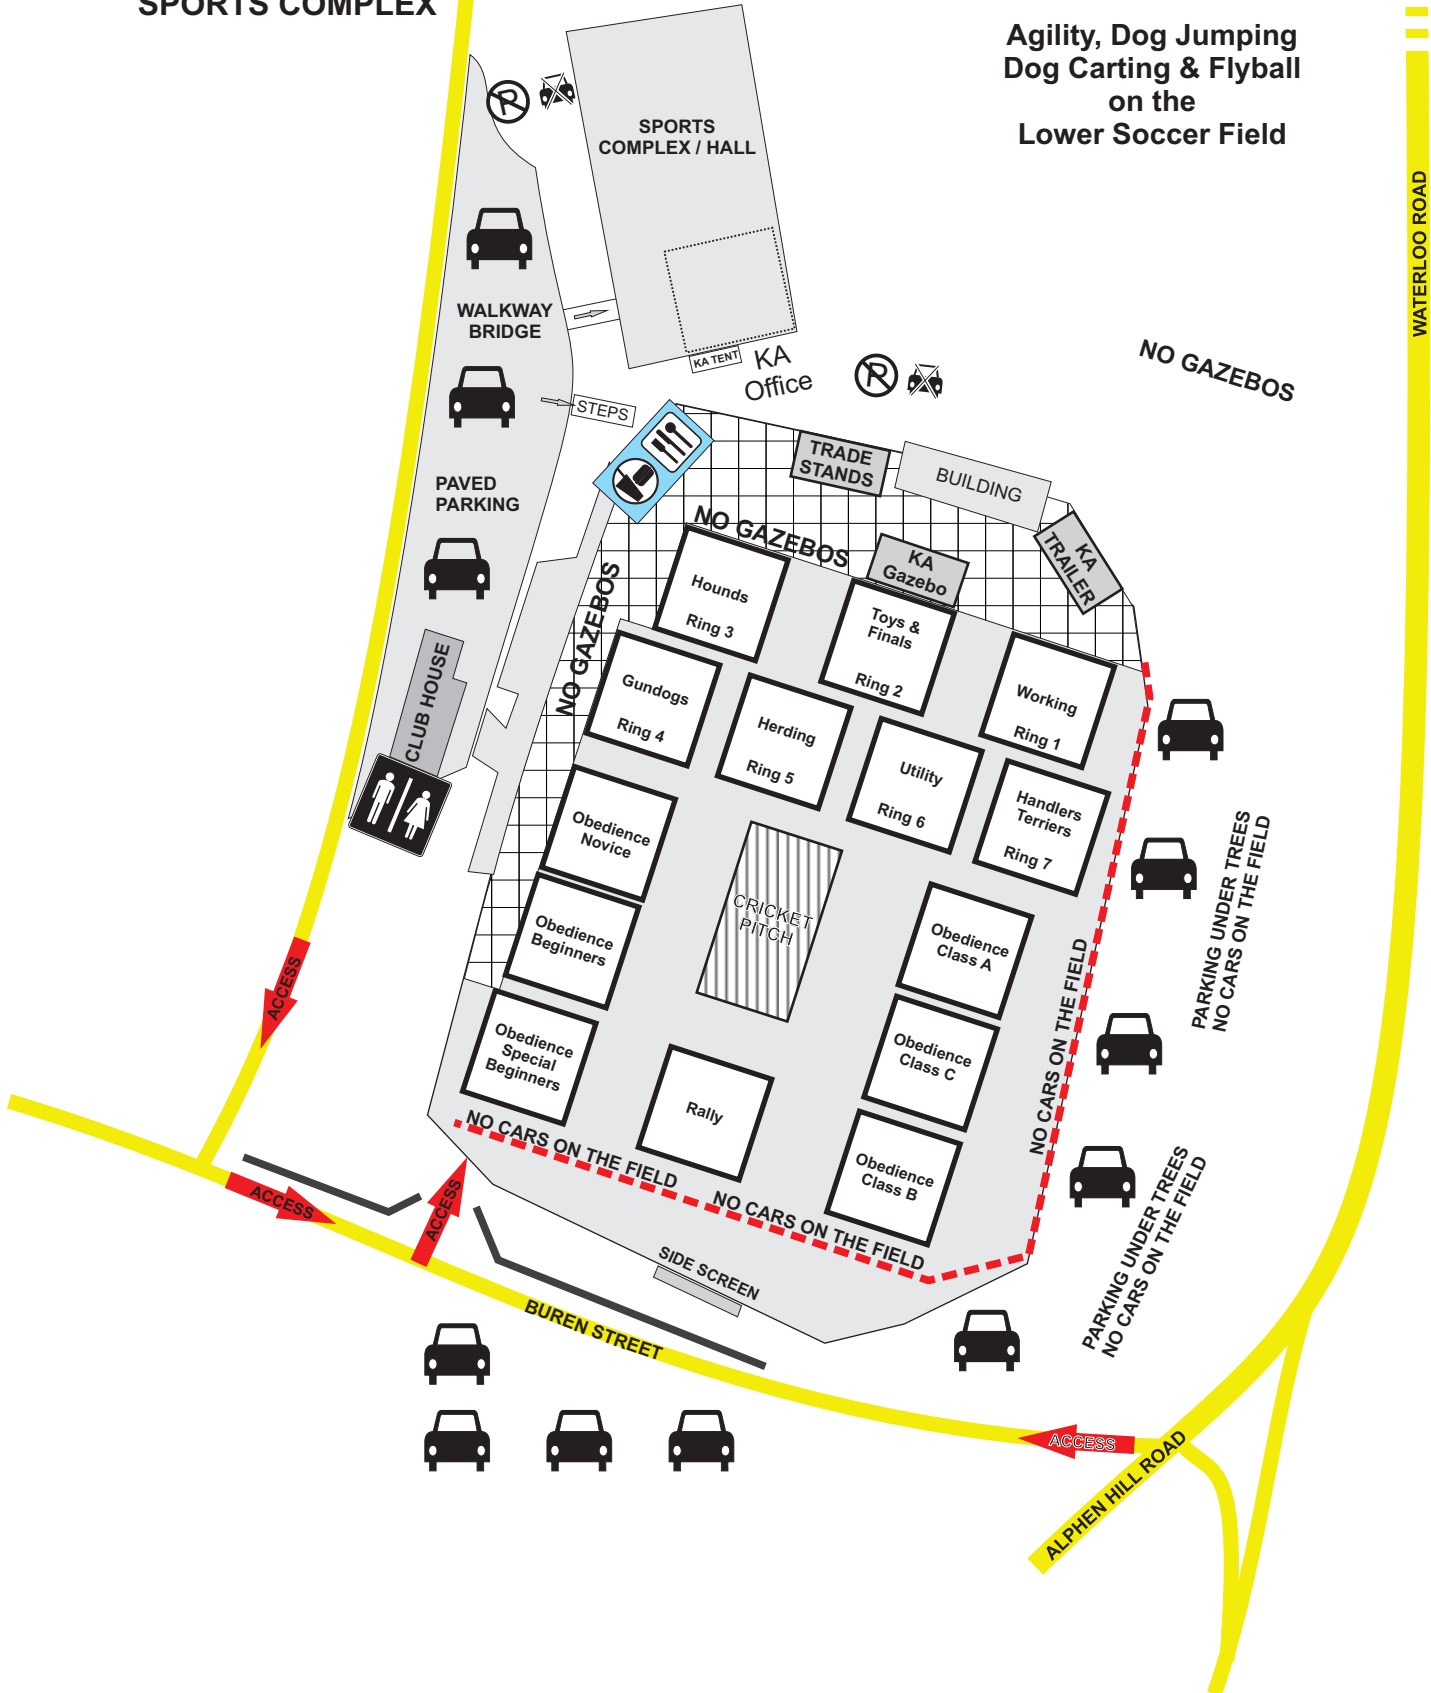 SPORTS COMPLEX
Agility, Dog Jumping
Dog Carting & Flyball
on the
Lower Soccer Field
P
SPORTS
COMPLEX / HALL
WATERLOO ROAD
WALKWAY
BRIDGE
KA TENT
KA
Office
P
NO GAZEBOS
STEPS
TRADE
STANDS
BUILDING
PAVED
PARKING
NO GAZEBOS
KA
Gazebo
KA
TRAILER
NO GAZEBOS
Hounds
Ring 3
Toys &
Finals
Ring 2
Working
Ring 1
CLUB HOUSE
Gundogs
Ring 4
Herding
Ring 5
Utility
Ring 6
Handlers
Terriers
Ring 7
Obedience
Novice
CRICKET
PITCH
Obedience
Beginners
Obedience
Class A
PARKING UNDER TREES
NO CARS ON THE FIELD
ACCESS
NO CARS ON THE FIELD
Obedience
Special
Beginners
Obedience
Class C
Rally
NO CARS ON THE FIELD
Obedience
Class B
NO CARS ON THE FIELD
PARKING UNDER TREES
NO CARS ON THE FIELD
ACCESS
ACCESS
SIDE SCREEN
BUREN STREET
ACCESS
ALPHEN HILL ROAD